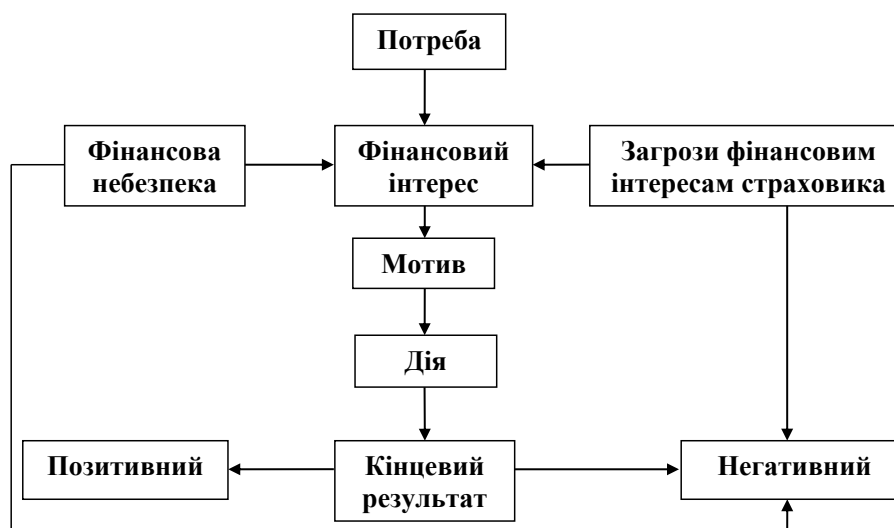 Потреба
Фінансова
небезпека
Фінансовий
інтерес
Загрози фінансовим
інтересам страховика
Мотив
Дія
Позитивний
Кінцевий
результат
Негативний